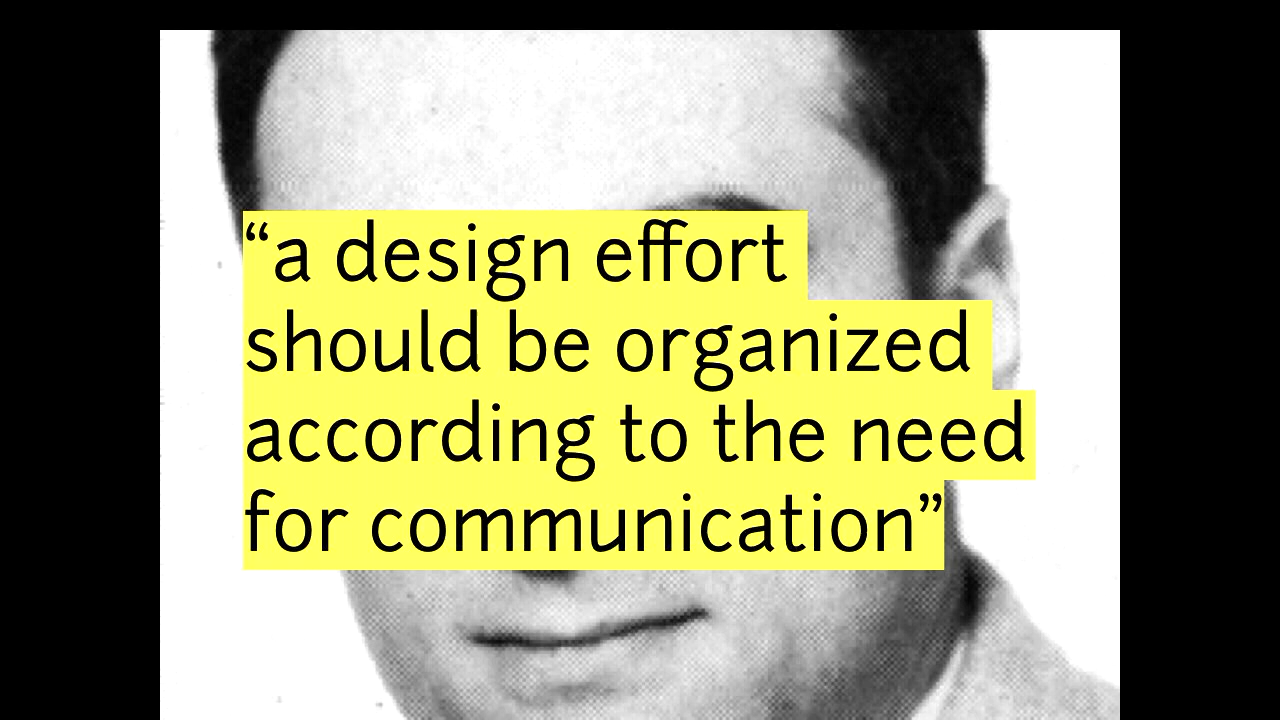 “a design effort
should be organized
according to the need
for communication”